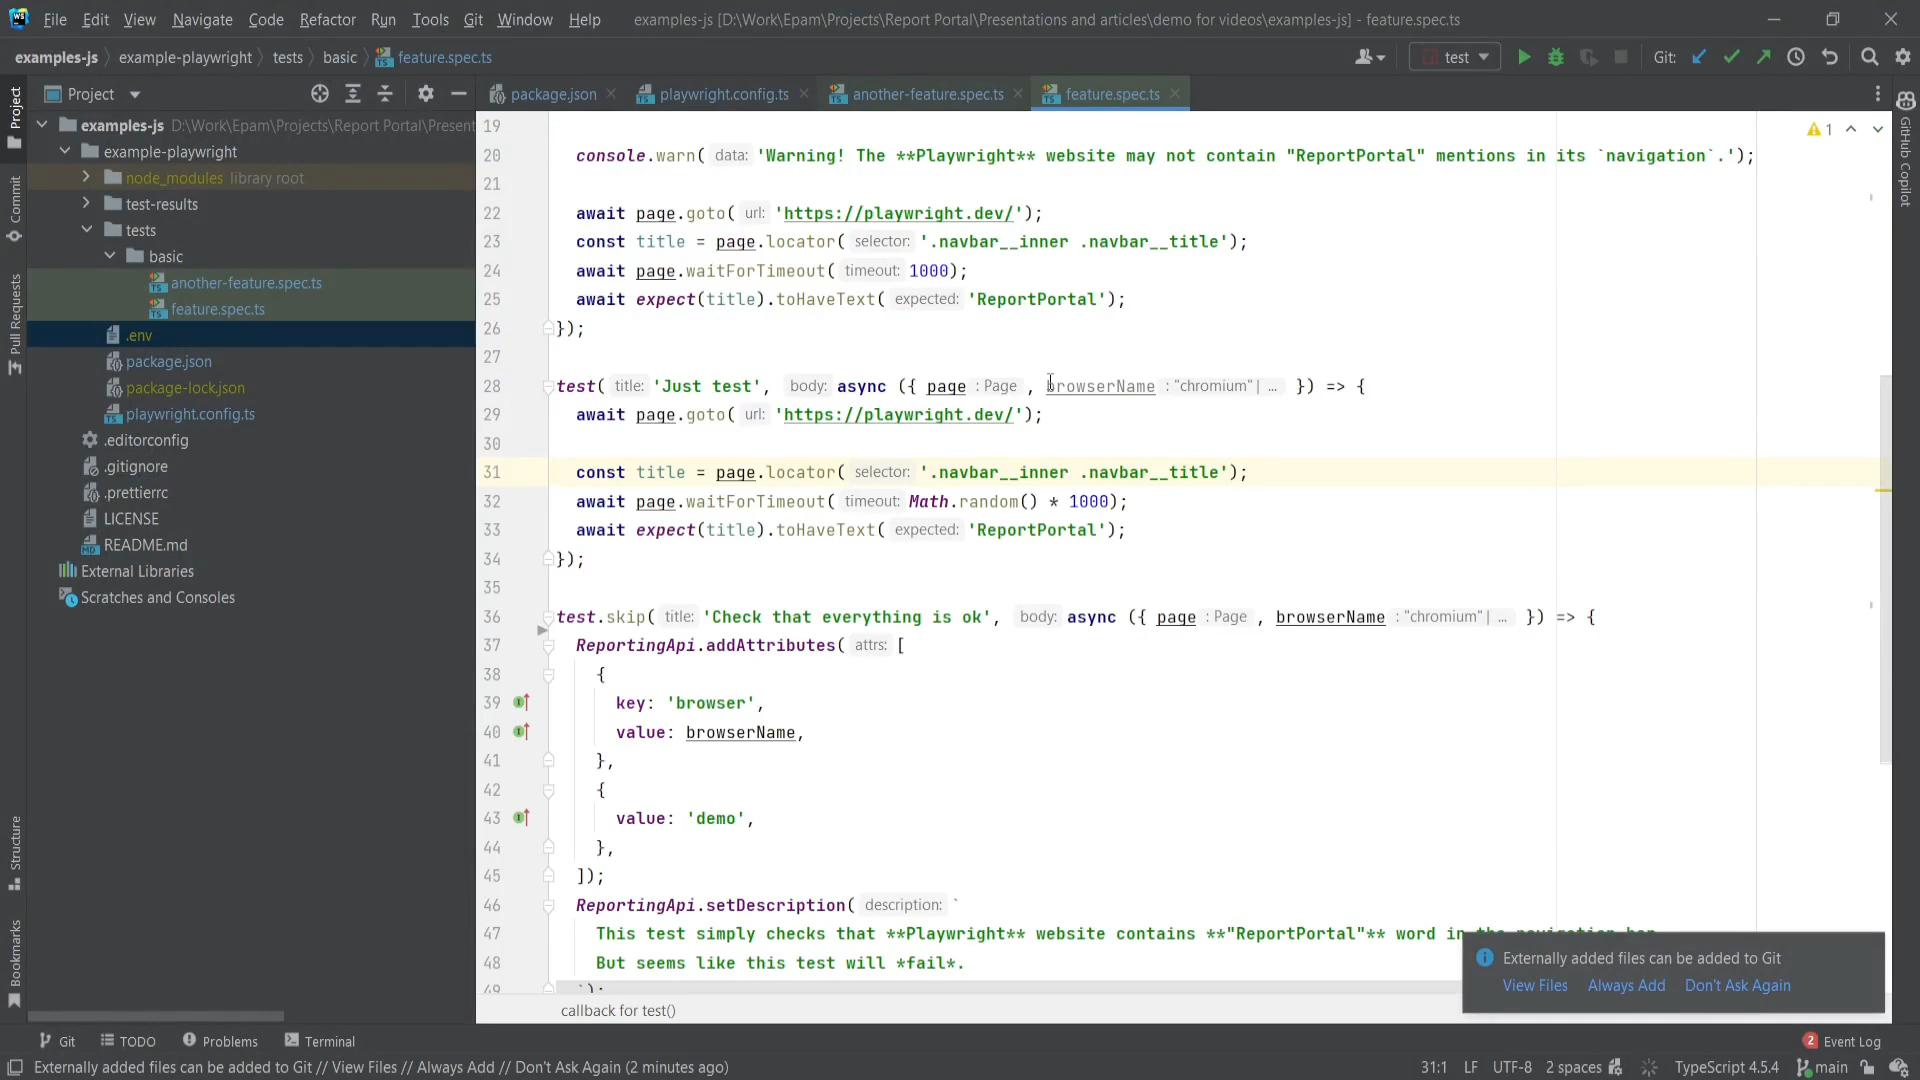 File Edit View Navigate Code Refactor Run Tools Git Window Help examples-js [D:\Work\Epam\Projects\Report Portal\Presentations and articles\demo for videos\examples-js] - feature.spec.ts
examples-js example-playwright tests basic feature.spec.ts test Git:
Project package.json playwright.config.ts another-feature.spec.ts feature.spec.ts
Project
Commit
Pull Requests
Structure
Bookmarks
examples-js D:\Work\Epam\Projects\Report Portal\Present
example-playwright
node_modules library root
test-results
tests
basic
another-feature.spec.ts
feature.spec.ts
.env
package.json
package-lock.json
playwright.config.ts
.editorconfig
.gitignore
.prettierrc
LICENSE
README.md
External Libraries
Scratches and Consoles
19
20 console.warn( data: 'Warning! The **Playwright** website may not contain "ReportPortal" mentions in its `navigation`.');
21
22 await page.goto( url: 'https://playwright.dev/');
23 const title = page.locator( selector: '.navbar__inner .navbar__title');
24 await page.waitForTimeout( timeout: 1000);
25 await expect(title).toHaveText( expected: 'ReportPortal');
26 });
27
28 test( title: 'Just test', body: async ({ page : Page , browserName : "chromium"| ... }) => {
29 await page.goto( url: 'https://playwright.dev/');
30
31 const title = page.locator( selector: '.navbar__inner .navbar__title');
32 await page.waitForTimeout( timeout: Math.random() * 1000);
33 await expect(title).toHaveText( expected: 'ReportPortal');
34 });
35
36 test.skip( title: 'Check that everything is ok', body: async ({ page : Page , browserName : "chromium"| ... }) => {
37 ReportingApi.addAttributes( attrs: [
38 {
39 key: 'browser',
40 value: browserName,
41 },
42 {
43 value: 'demo',
44 },
45 ]);
46 ReportingApi.setDescription( description: `
47 This test simply checks that **Playwright** website contains **"ReportPortal"** word in the navigation bar.
48 But seems like this test will *fail*.
49 `);
1
GitHub Copilot
callback for test()
Externally added files can be added to Git
View Files Always Add Don't Ask Again
Git TODO Problems Terminal 2 Event Log
Externally added files can be added to Git // View Files // Always Add // Don't Ask Again (2 minutes ago) 31:1 LF UTF-8 2 spaces TypeScript 4.5.4 main